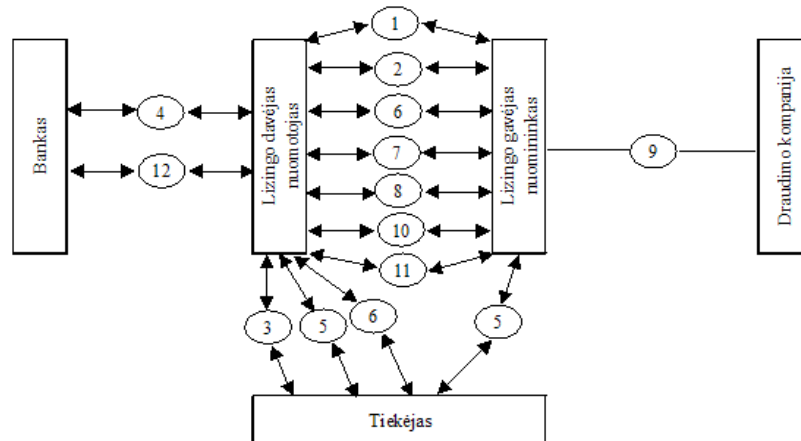 1
2
4
6
12
7
8
9
10
11
3
5
6
5
Bankas
Lizingo davėjas
nuomotojas
Lizingo gavėjas
nuomininkas
Draudimo kompanija
Tiekėjas